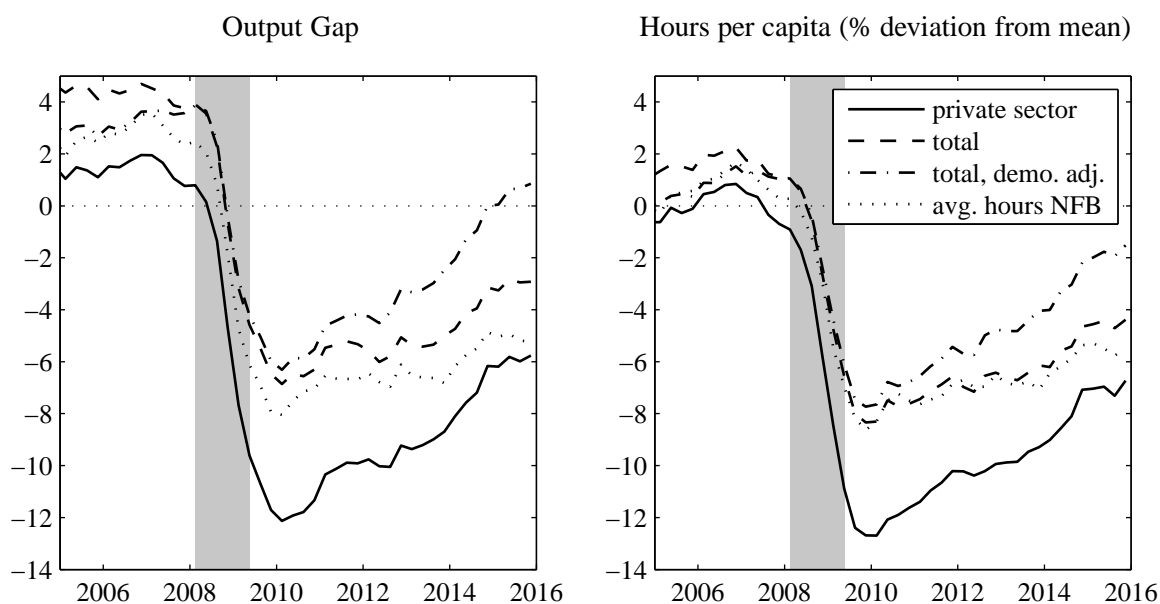 Output Gap
4
2
0
−2
−4
−6
−8
−10
−12
−14
2006 2008 2010 2012 2014 2016
Hours per capita (% deviation from mean)
4
2
0
−2
−4
−6
−8
−10
−12
−14
2006 2008 2010 2012 2014 2016
private sector
total
total, demo. adj.
avg. hours NFB